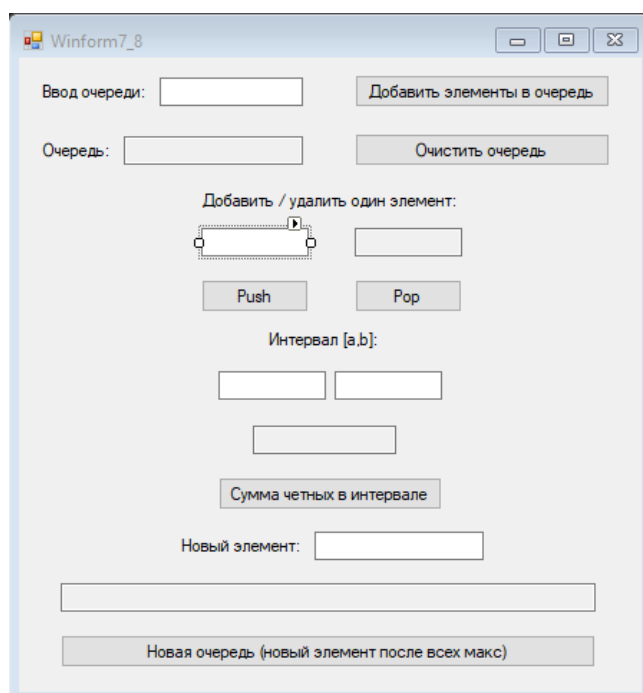 Winform7_8
Ввод очереди:
Добавить элементы в очередь
Очередь:
Очистить очередь
Добавить / удалить один элемент:
Push
Pop
Интервал [a,b]:
Сумма четных в интервале
Новый элемент:
Новая очередь (новый элемент после всех макс)